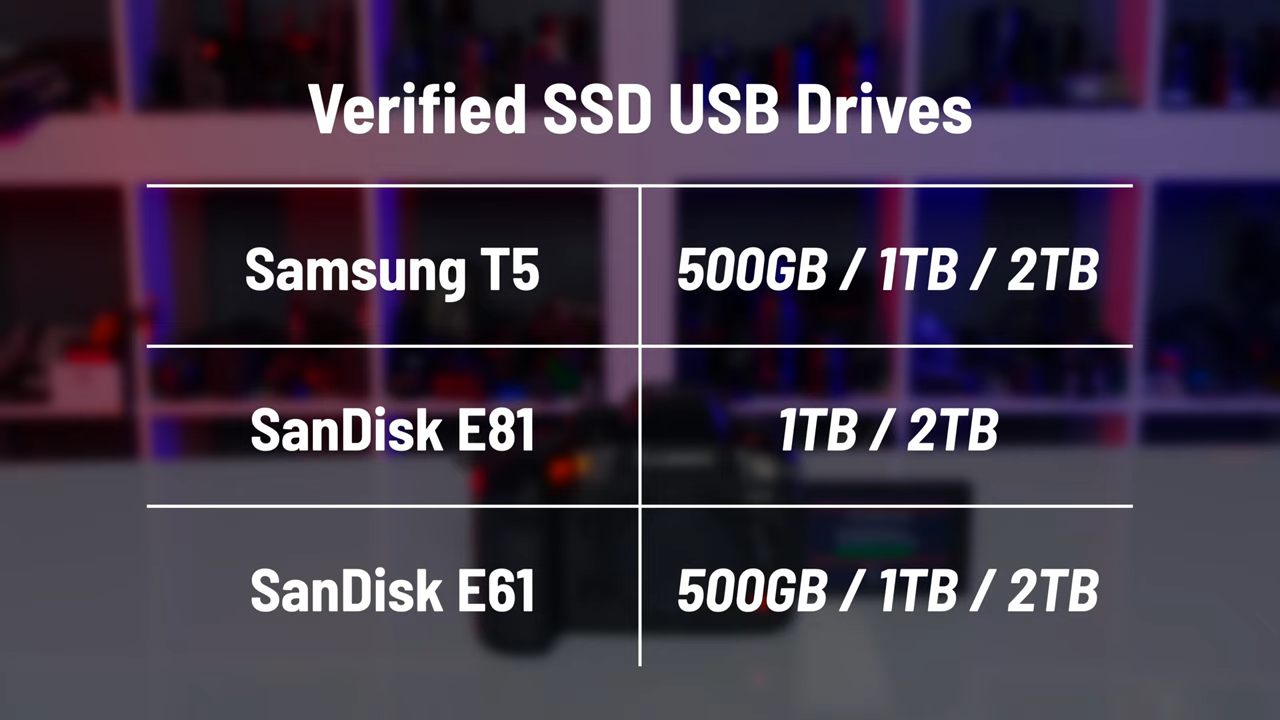 Verified SSD USB Drives
Samsung T5 500GB / 1TB / 2TB
SanDisk E81 1TB / 2TB
SanDisk E61 500GB / 1TB / 2TB